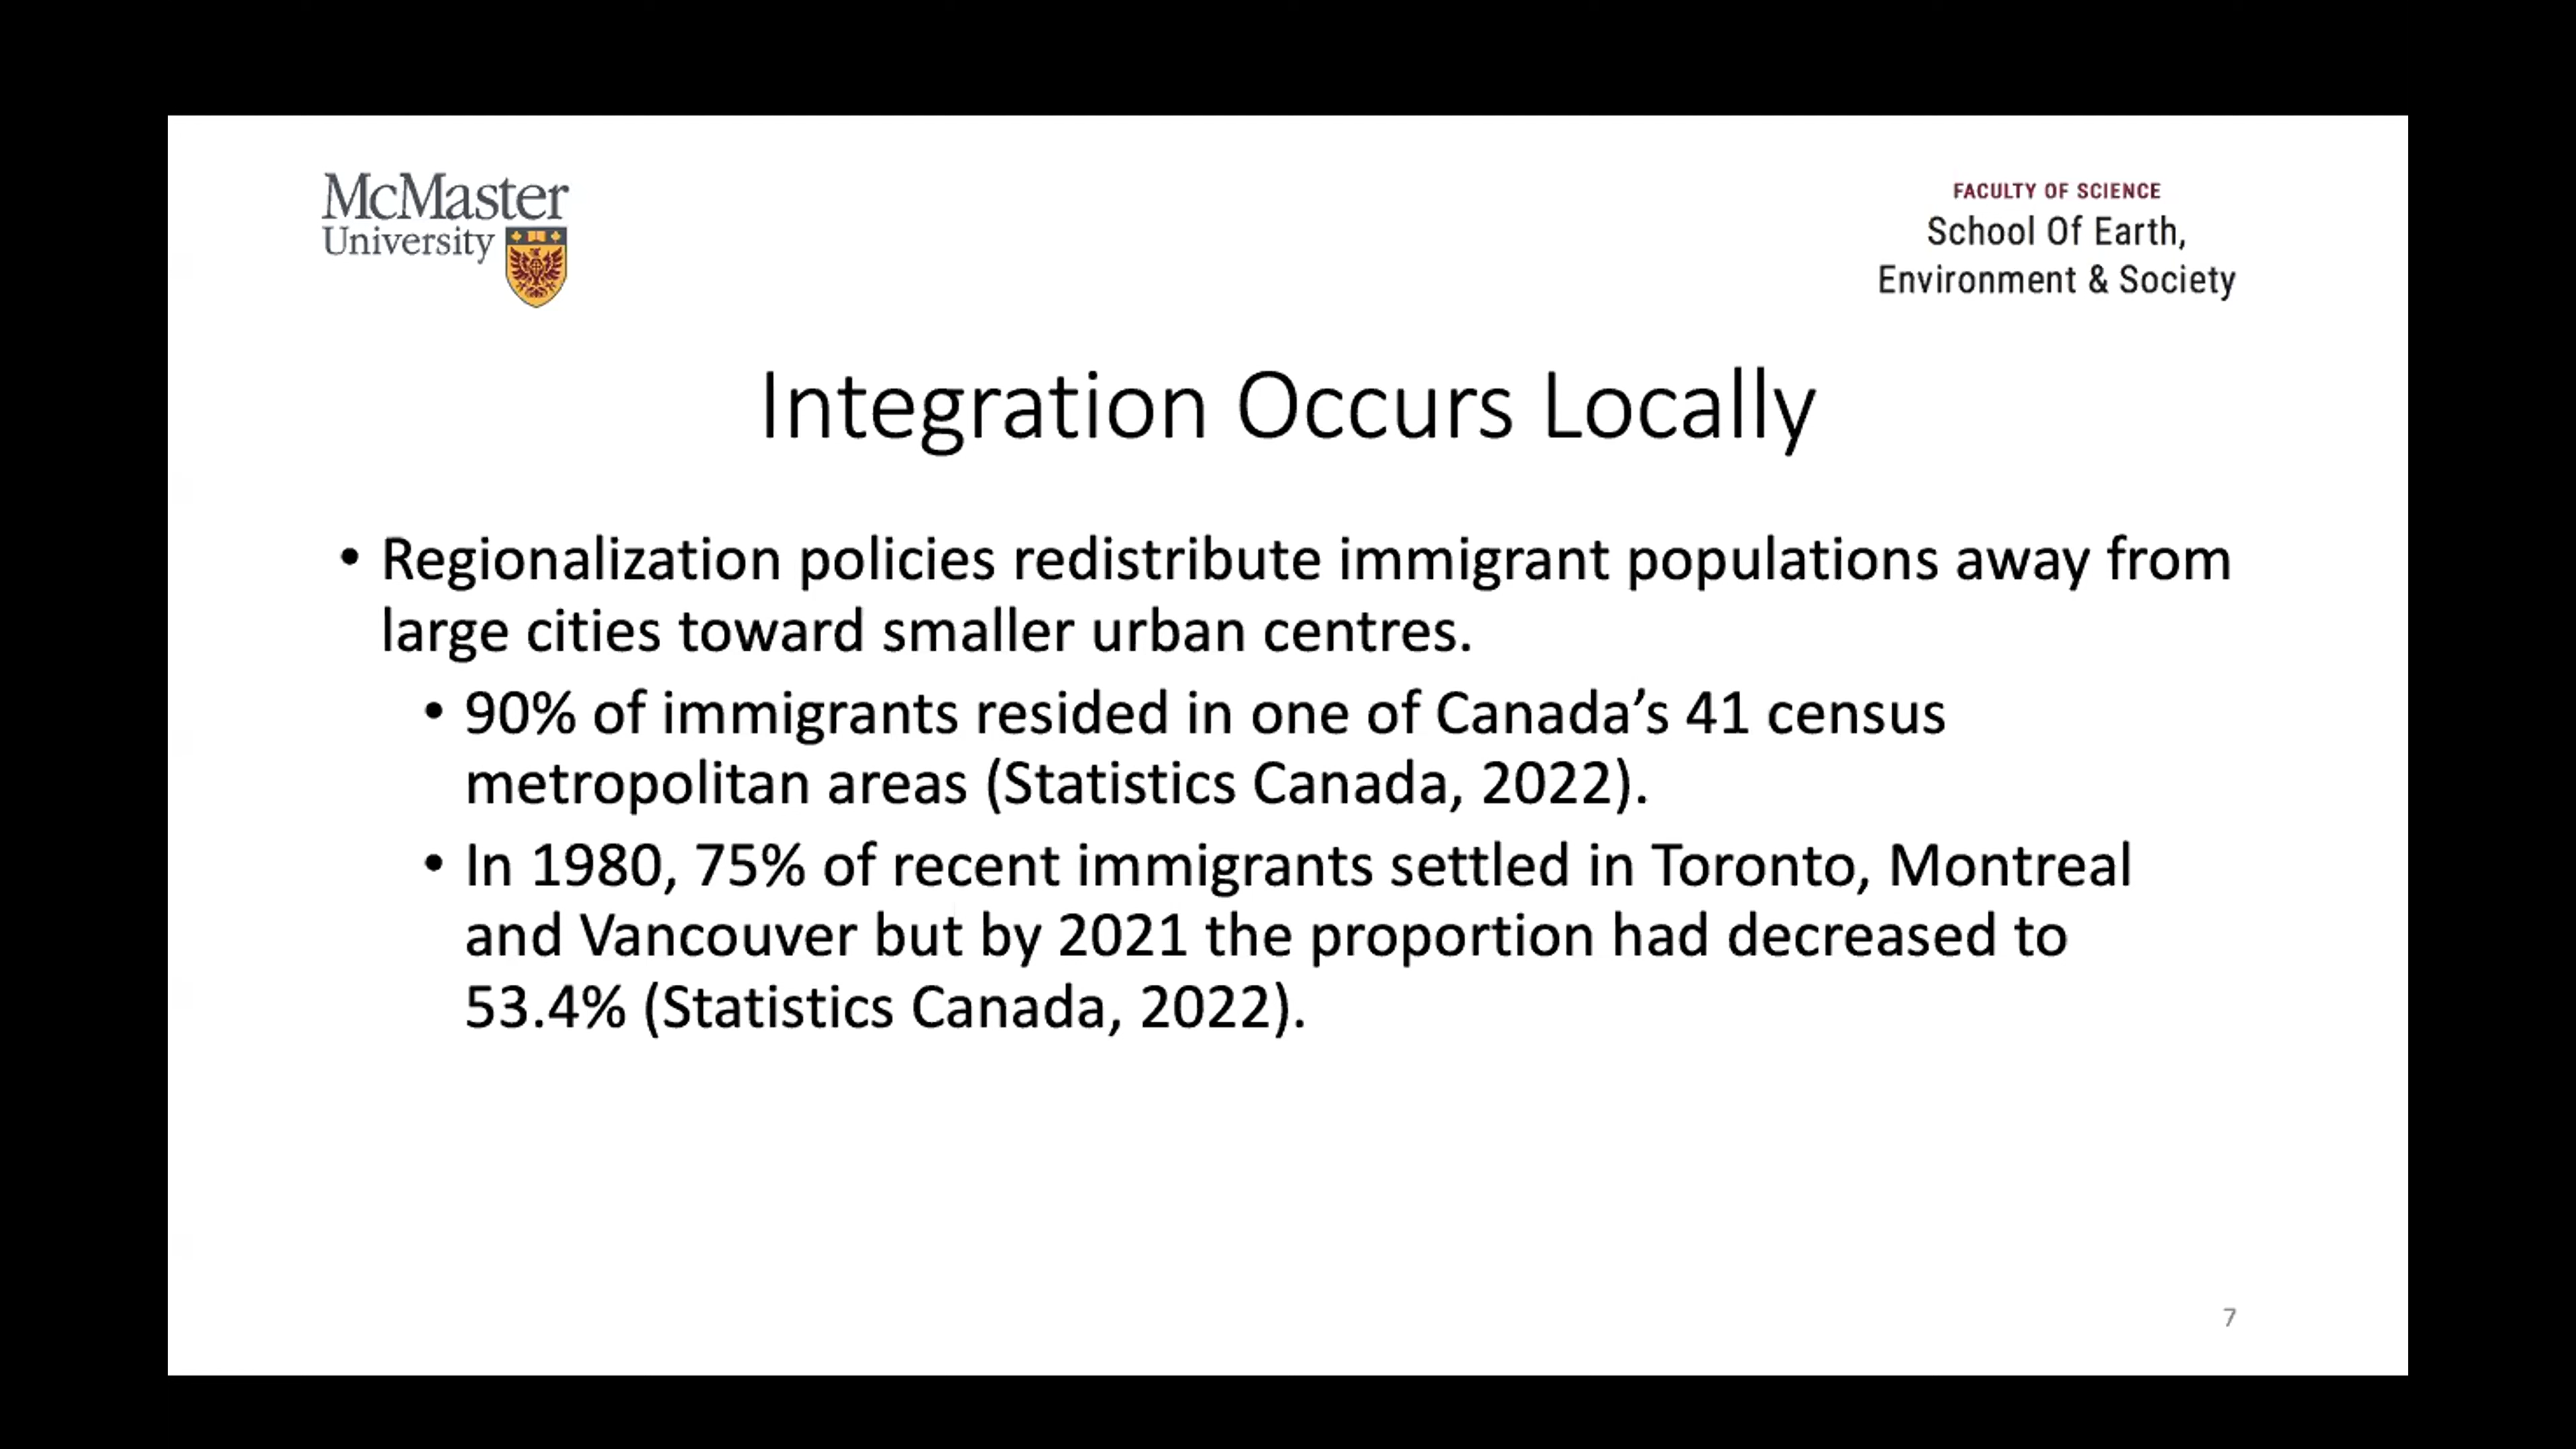 McMaster
University
FACULTY OF SCIENCE
School Of Earth,
Environment & Society
Integration Occurs Locally
• Regionalization policies redistribute immigrant populations away from
large cities toward smaller urban centres.
• 90% of immigrants resided in one of Canada’s 41 census
metropolitan areas (Statistics Canada, 2022).
• In 1980, 75% of recent immigrants settled in Toronto, Montreal
and Vancouver but by 2021 the proportion had decreased to
53.4% (Statistics Canada, 2022).
7